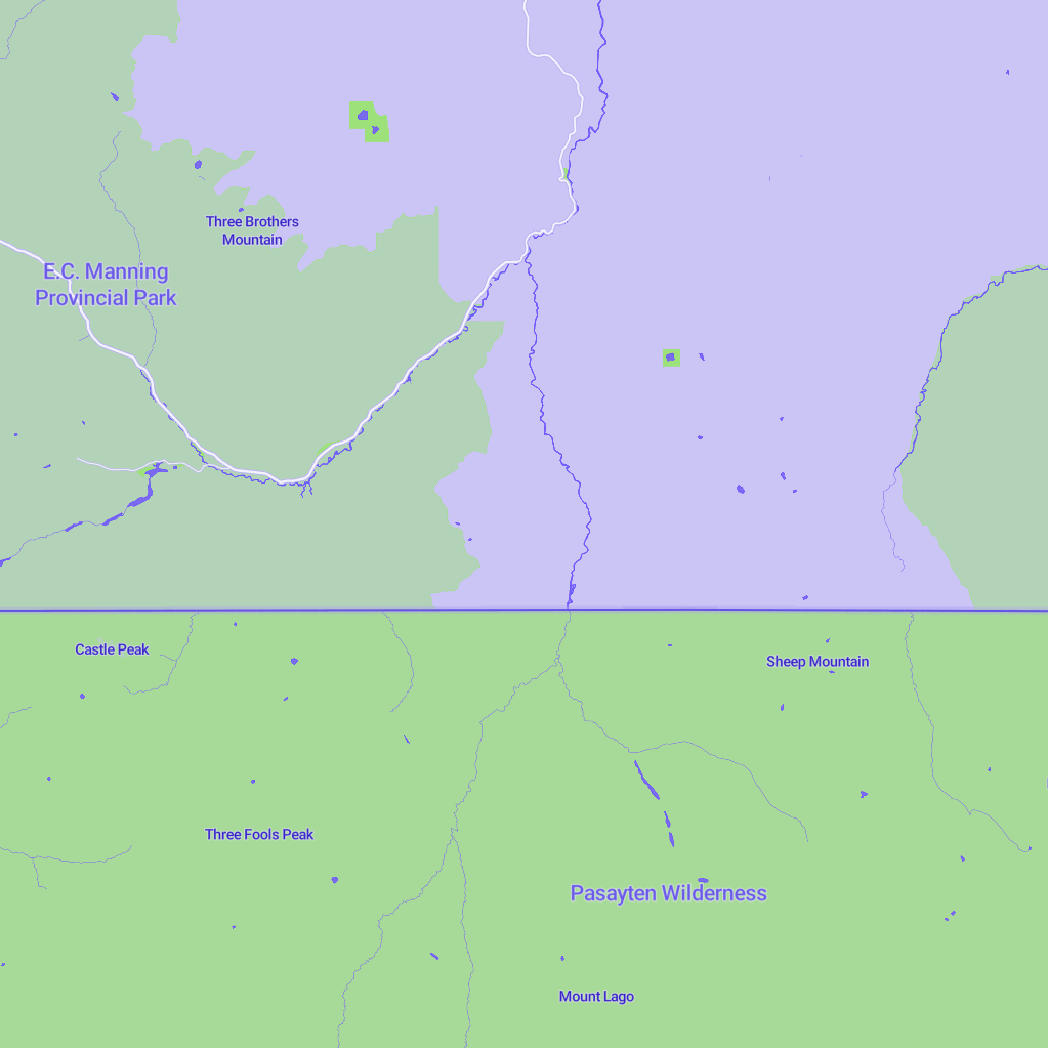 Three Brothers
Mountain
E.C. Manning
Provincial Park
Castle Peak
Sheep Mountain
Three Fools Peak
Pasayten Wilderness
Mount Lago